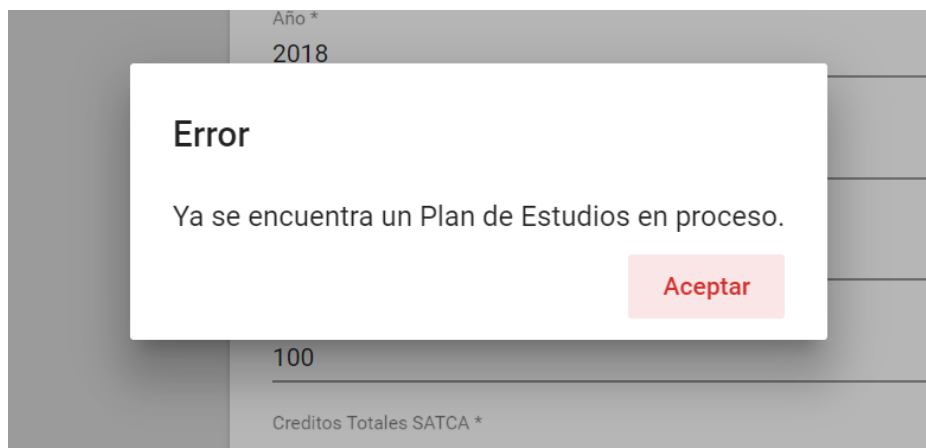 Año *
2018
Error
Ya se encuentra un Plan de Estudios en proceso.
Aceptar
100
Creditos Totales SATCA *